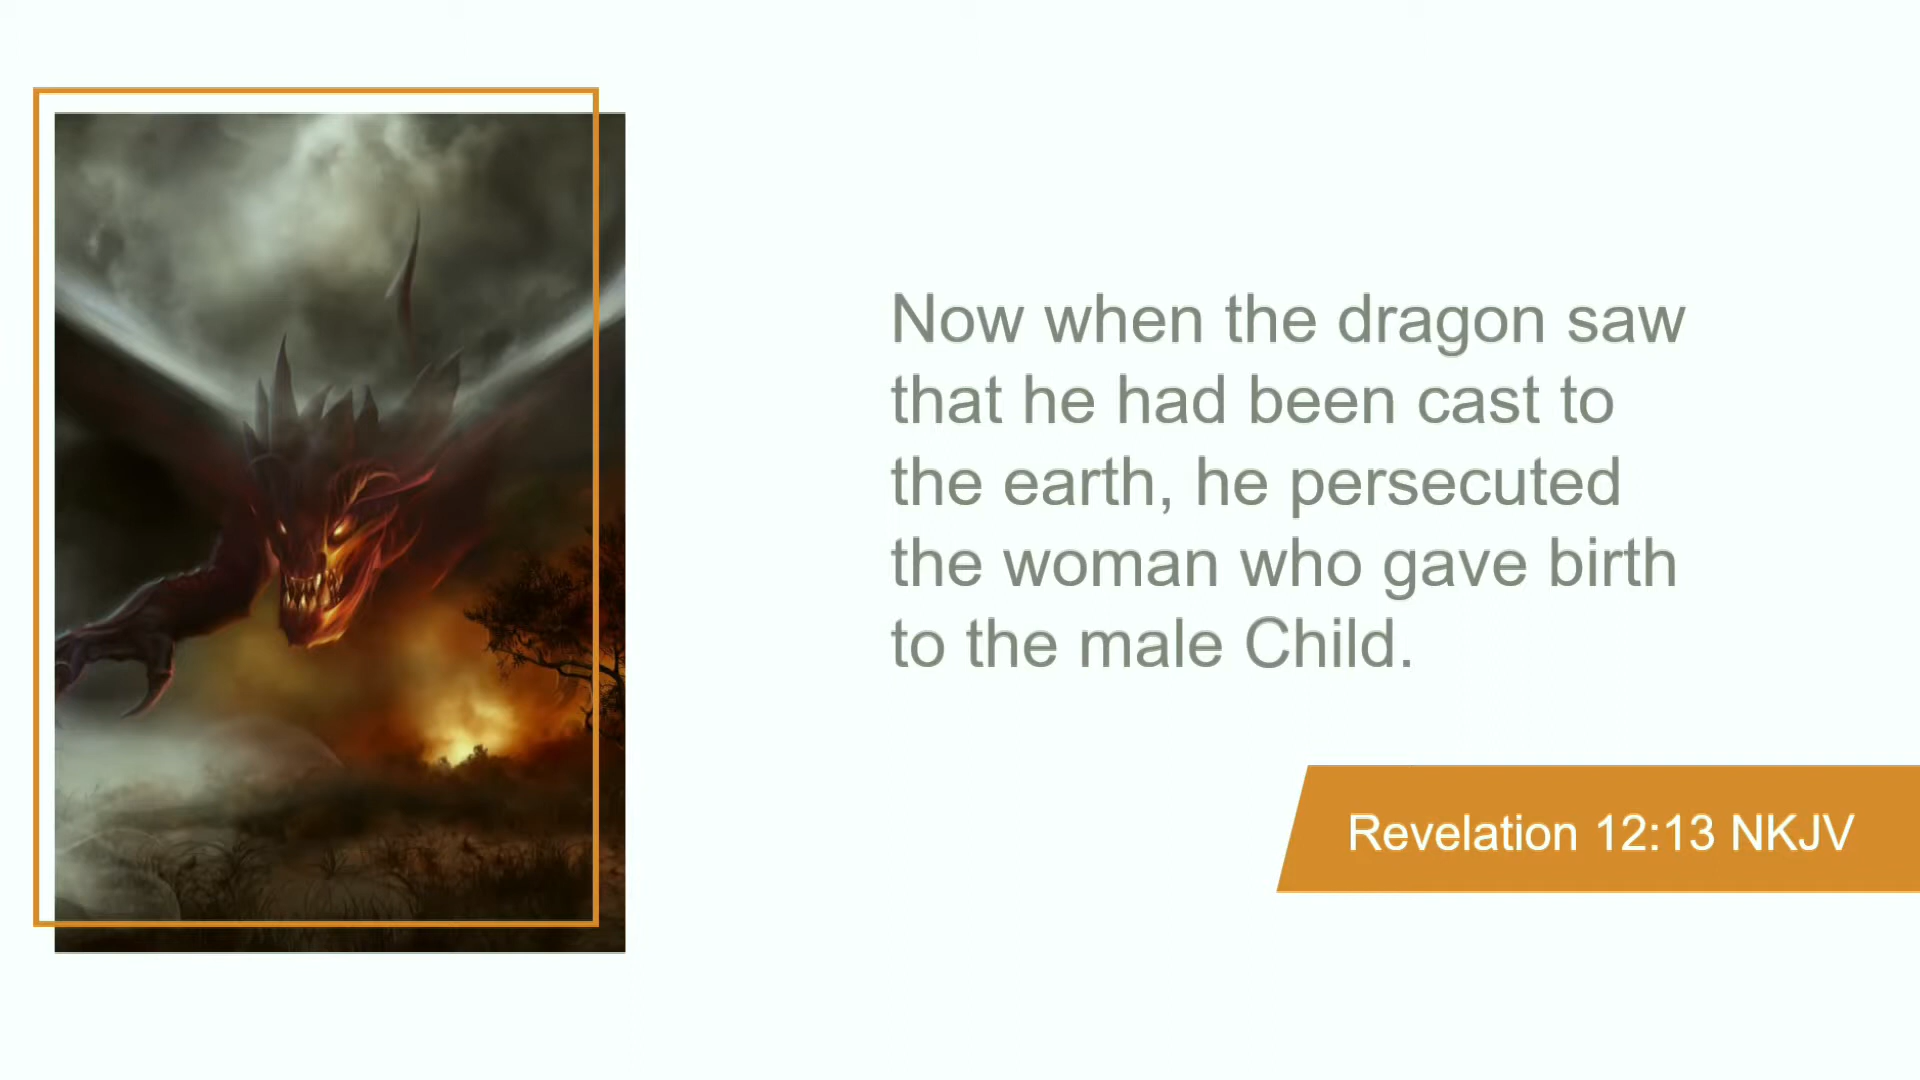 Now when the dragon saw
that he had been cast to
the earth, he persecuted
the woman who gave birth
to the male Child.
Revelation 12:13 NKJV